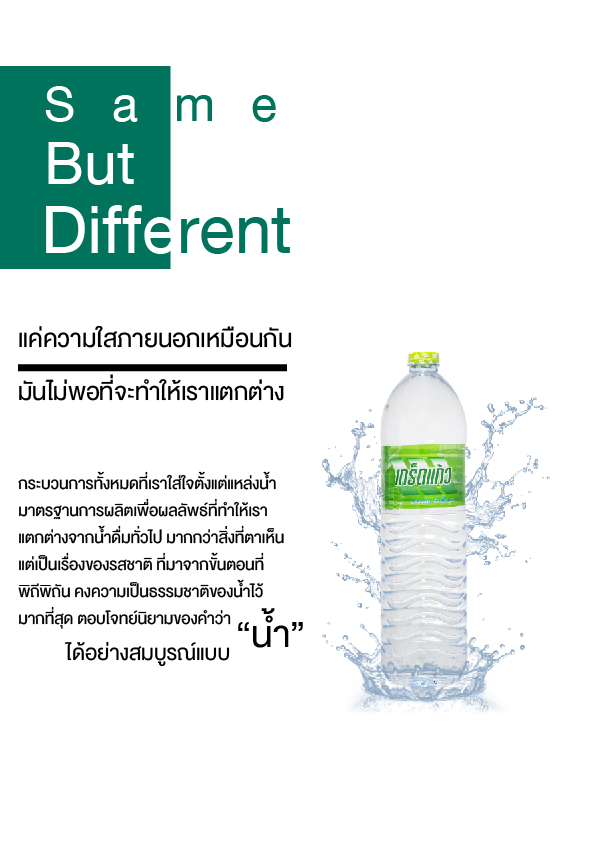 Same
But
Different
แค่ความใสภายนอกเหมือนกัน
มันไม่พอที่จะทำให้เราแตกต่าง
กระบวนการทั้งหมดที่เราใส่ใจตั้งแต่แหล่งน้ำ
มาตรฐานการผลิตเพื่อผลลัพธ์ที่ทำให้เรา
แตกต่างจากน้ำดื่มทั่วไป มากกว่าสิ่งที่ตาเห็น
แต่เป็นเรื่องของรสชาติ ที่มาจากขั้นตอนที่
พิถีพิถัน คงความเป็นธรรมชาติของน้ำไว้
มากที่สุด ตอบโจทย์นิยามของคำว่า “น้ำ”
ได้อย่างสมบูรณ์แบบ
เกร็ดแก้ว